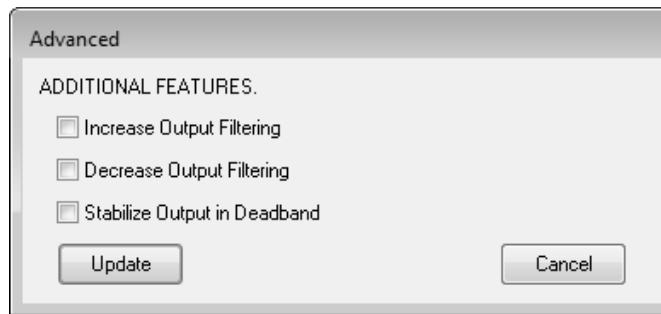 Advanced
ADDITIONAL FEATURES.
Increase Output Filtering
Decrease Output Filtering
Stabilize Output in Deadband
Update Cancel